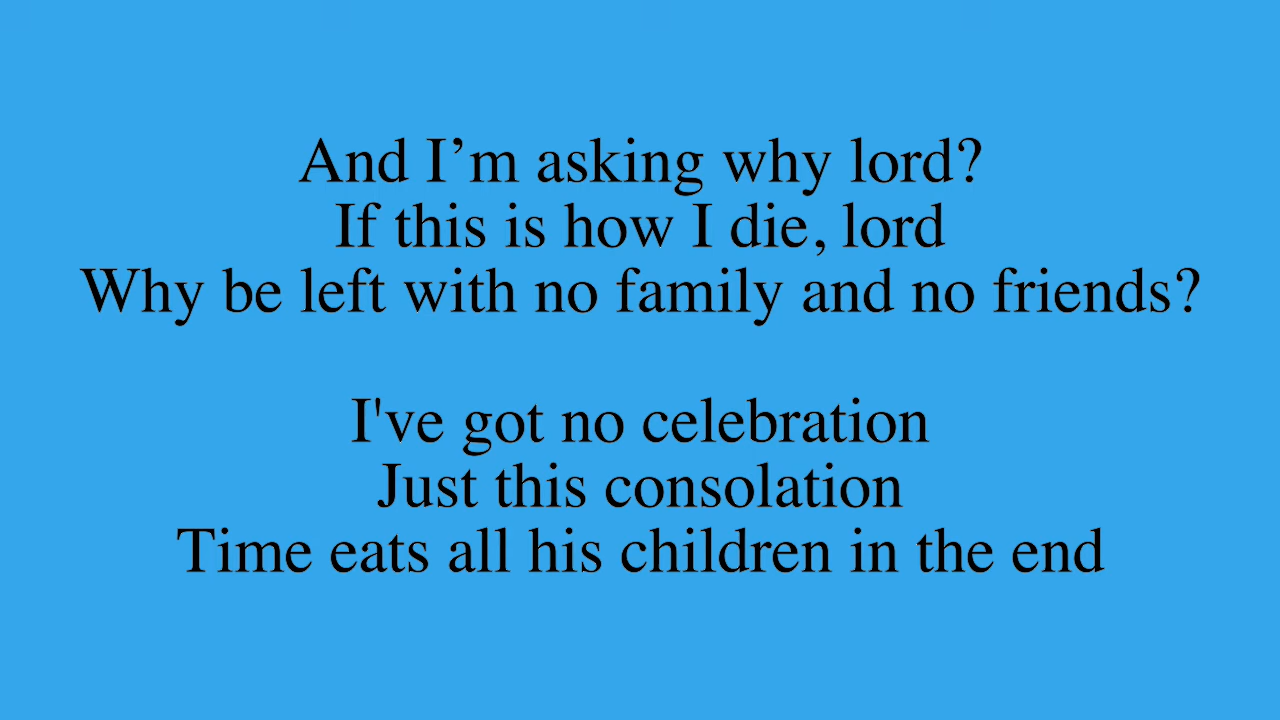 And I’m asking why lord?
If this is how I die, lord
Why be left with no family and no friends?
I've got no celebration
Just this consolation
Time eats all his children in the end